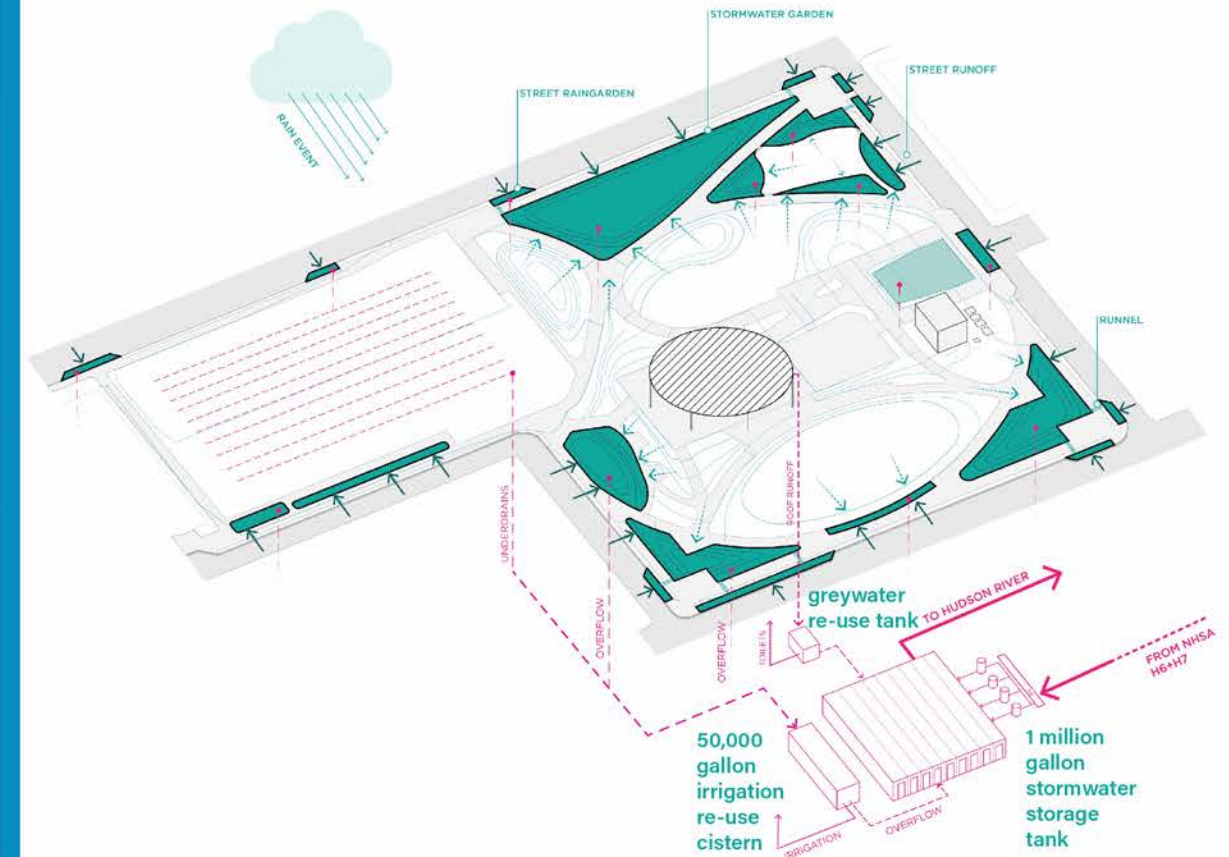 STORMWATER GARDEN
STREET RUNOFF
STREET RAINGARDEN
RAIN EVENT
RUNNEL
UNDERDRAINS
ROOF RUNOFF
OVERFLOW
OVERFLOW
TOILETS
greywater
re-use tank
TO HUDSON RIVER
FROM NHSA
H6+H7
50,000
gallon
irrigation
re-use
cistern
1 million
gallon
stormwater
storage
tank
OVERFLOW
IRRIGATION